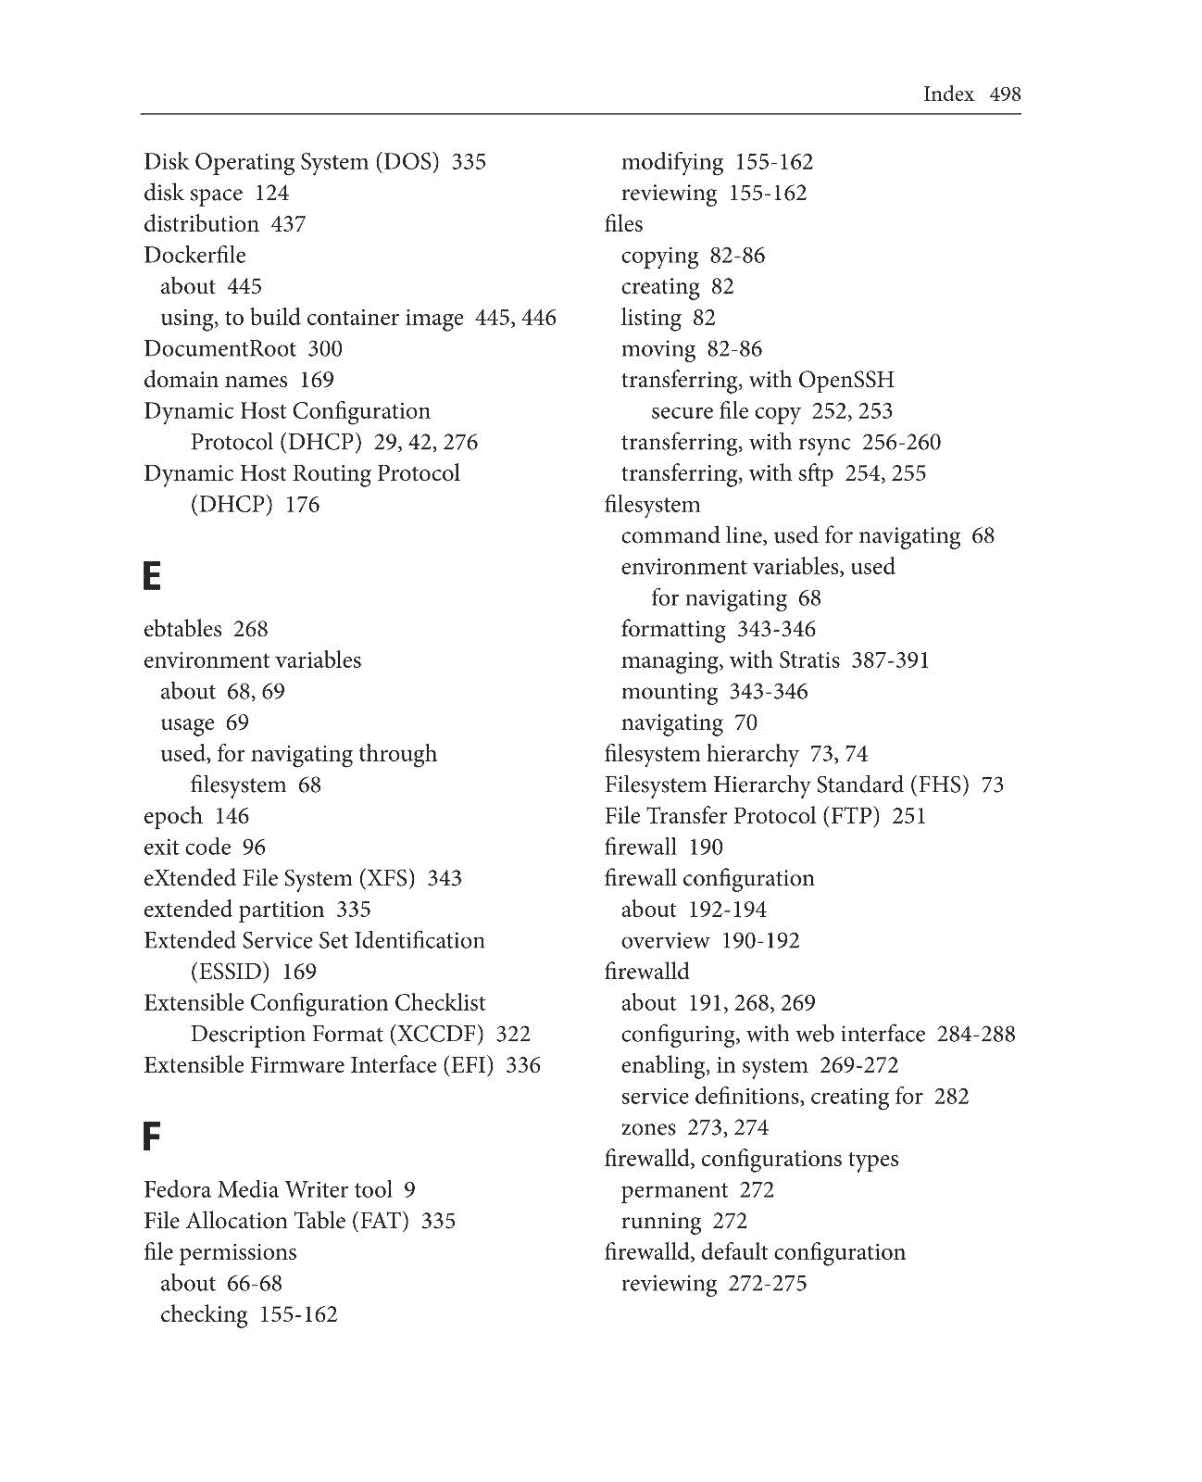 Index 498
Disk Operating System (DOS) 335
disk space 124
distribution 437
Dockerfile
about 445
using, to build container image 445, 446
DocumentRoot 300
domain names 169
Dynamic Host Configuration
Protocol (DHCP) 29, 42, 276
Dynamic Host Routing Protocol
(DHCP) 176
E
ebtables 268
environment variables
about 68, 69
usage 69
used, for navigating through
filesystem 68
epoch 146
exit code 96
eXtended File System (XFS) 343
extended partition 335
Extended Service Set Identification
(ESSID) 169
Extensible Configuration Checklist
Description Format (XCCDF) 322
Extensible Firmware Interface (EFI) 336
F
Fedora Media Writer tool 9
File Allocation Table (FAT) 335
file permissions
about 66-68
checking 155-162
modifying 155-162
reviewing 155-162
files
copying 82-86
creating 82
listing 82
moving 82-86
transferring, with OpenSSH
secure file copy 252, 253
transferring, with rsync 256-260
transferring, with sftp 254, 255
filesystem
command line, used for navigating 68
environment variables, used
for navigating 68
formatting 343-346
managing, with Stratis 387-391
mounting 343-346
navigating 70
filesystem hierarchy 73, 74
Filesystem Hierarchy Standard (FHS) 73
File Transfer Protocol (FTP) 251
firewall 190
firewall configuration
about 192-194
overview 190-192
firewalld
about 191, 268, 269
configuring, with web interface 284-288
enabling, in system 269-272
service definitions, creating for 282
zones 273, 274
firewalld, configurations types
permanent 272
running 272
firewalld, default configuration
reviewing 272-275